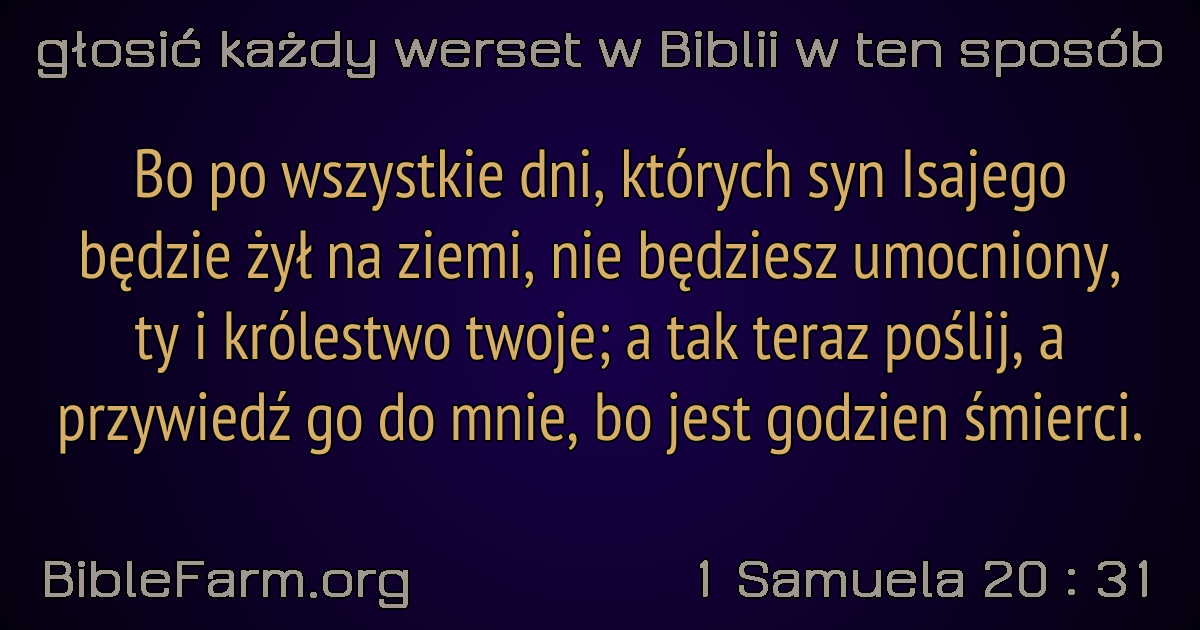 głosić każdy werset w Biblii w ten sposób
Bo po wszystkie dni, których syn Isajego
będzie żył na ziemi, nie będziesz umocniony,
ty i królestwo twoje; a tak teraz poślij, a
przywiedź go do mnie, bo jest godzien śmierci.
BibleFarm.org
1 Samuela 20 : 31